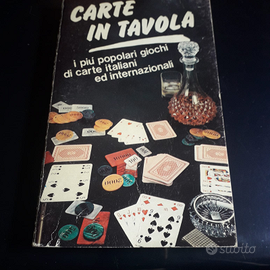 CARTE
IN TAVOLA
i più popolari giochi
di carte italiani
ed internazionali
subito